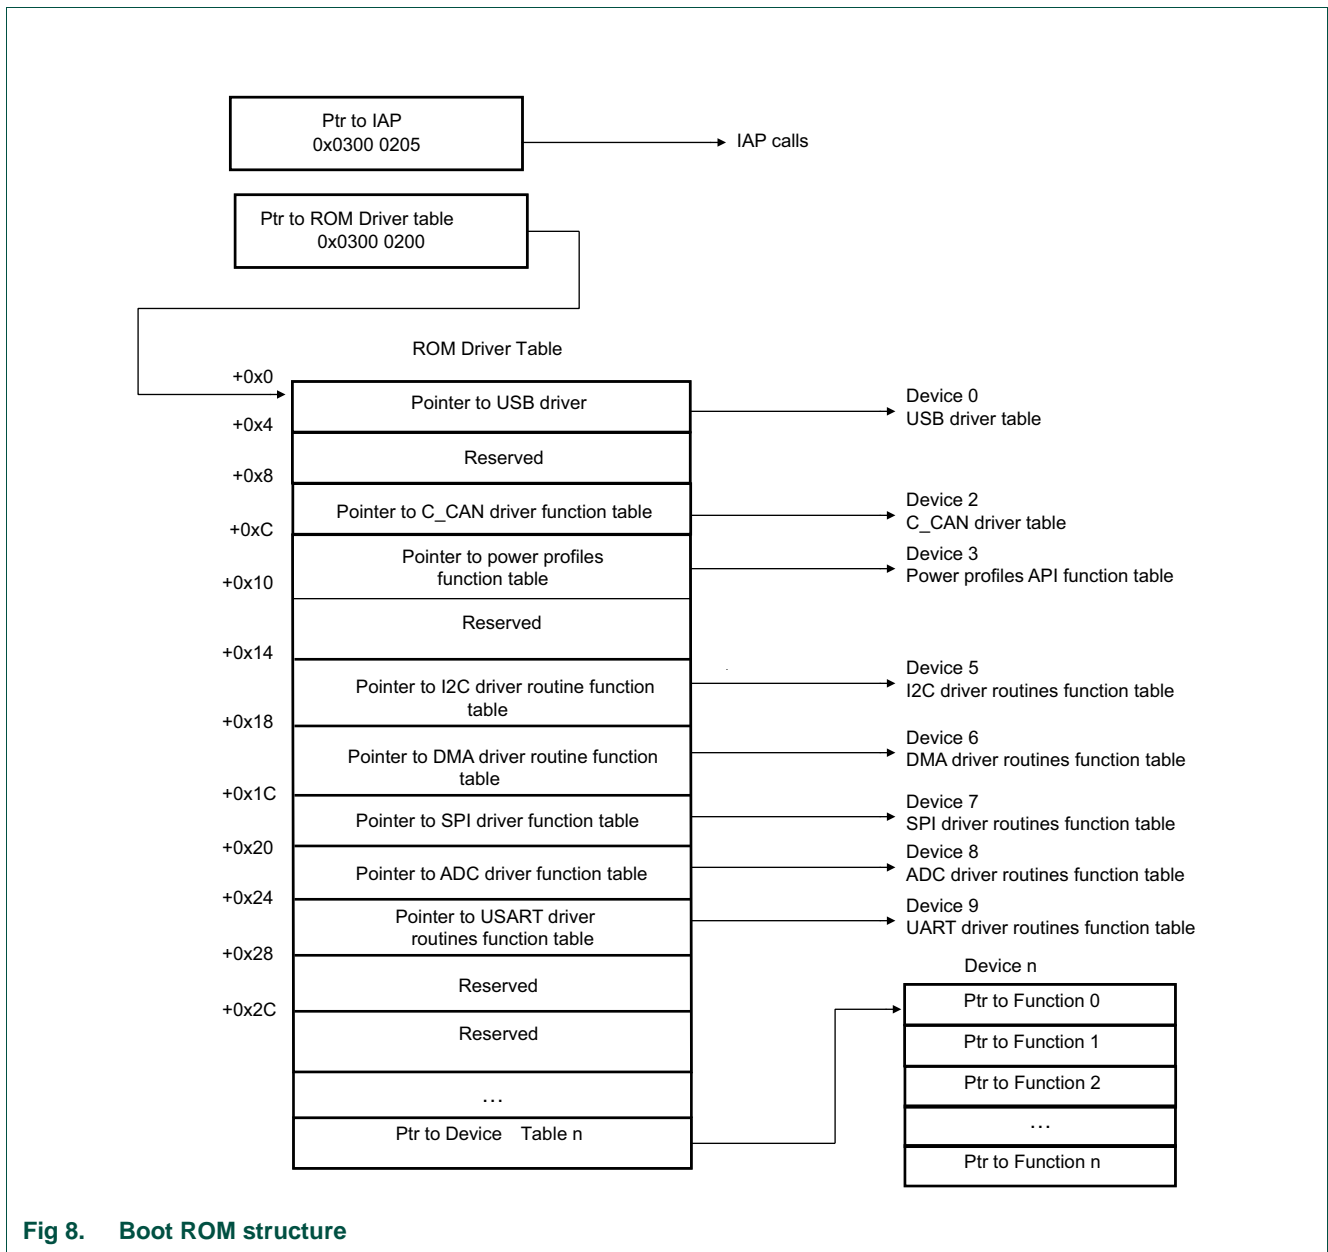 Ptr to IAP
0x0300 0205
IAP calls
Ptr to ROM Driver table
0x0300 0200
ROM Driver Table
+0x0
Pointer to USB driver
Device 0
USB driver table
+0x4
Reserved
+0x8
Pointer to C_CAN driver function table
Device 2
C_CAN driver table
+0xC
Pointer to power profiles
function table
Device 3
Power profiles API function table
+0x10
Reserved
+0x14
Pointer to I2C driver routine function
table
Device 5
I2C driver routines function table
+0x18
Pointer to DMA driver routine function
table
Device 6
DMA driver routines function table
+0x1C
Pointer to SPI driver function table
Device 7
SPI driver routines function table
+0x20
Pointer to ADC driver function table
Device 8
ADC driver routines function table
+0x24
Pointer to USART driver
routines function table
Device 9
UART driver routines function table
+0x28
Reserved
+0x2C
Reserved
...
Ptr to Device Table n
Device n
Ptr to Function 0
Ptr to Function 1
Ptr to Function 2
...
Ptr to Function n
Fig 8. Boot ROM structure